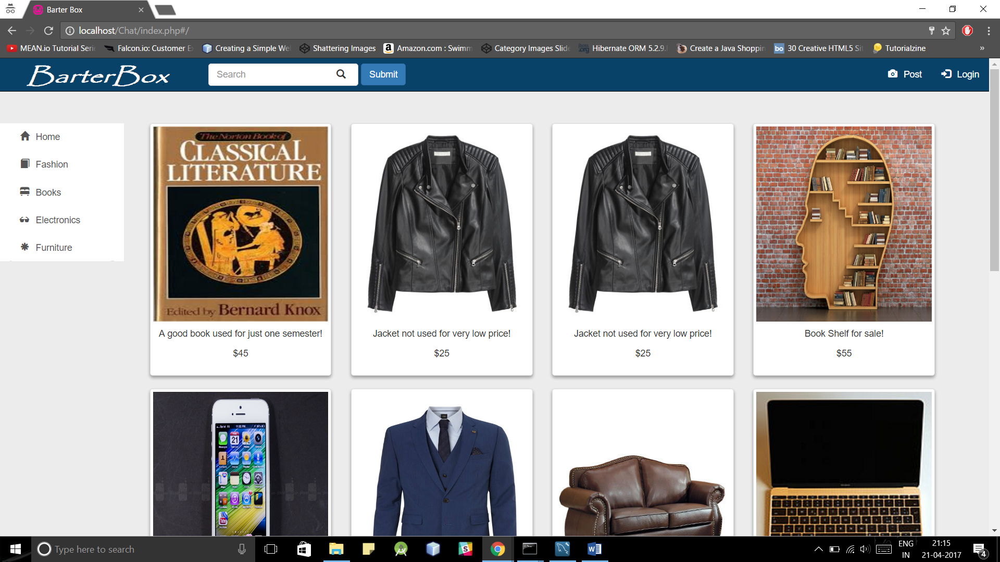 Barter Box
localhost/Chat/index.php#/
MEAN.io Tutorial Seri
Falcon.io: Customer E
Creating a Simple We
Shattering Images
Amazon.com : Swimm
Category Images Slide
Hibernate ORM 5.2.9.
Create a Java Shoppin
30 Creative HTML5 Si
Tutorialzine
»
BarterBox
Search
Submit
Post
Login
Home
Fashion
Books
Electronics
Furniture
The Norton Book of
CLASSICAL
LITERATURE
Edited by Bernard Knox
A good book used for just one semester!
$45
Jacket not used for very low price!
$25
Jacket not used for very low price!
$25
Book Shelf for sale!
$55
Type here to search
ENG
IN
21:15
21-04-2017
4